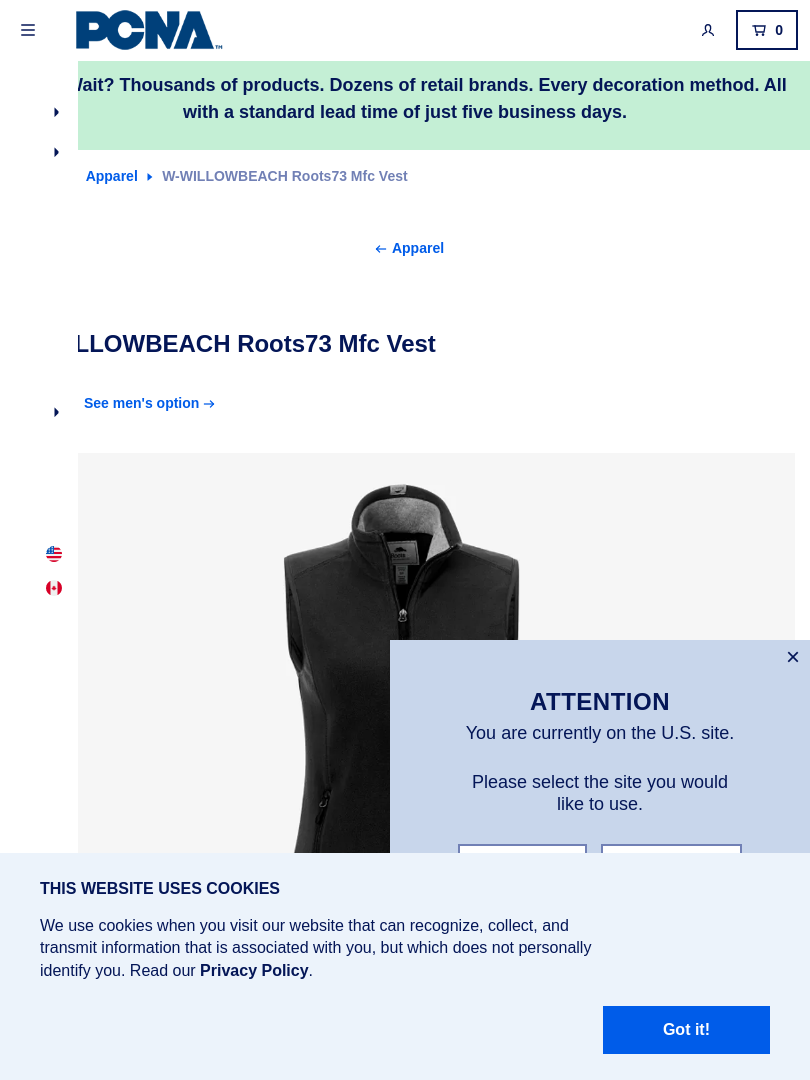 PCNA™
0
Wait? Thousands of products. Dozens of retail brands. Every decoration method. All
with a standard lead time of just five business days.
Apparel W-WILLOWBEACH Roots73 Mfc Vest
Apparel
LLOWBEACH Roots73 Mfc Vest
See men's option
ATTENTION
You are currently on the U.S. site.
Please select the site you would
like to use.
THIS WEBSITE USES COOKIES
We use cookies when you visit our website that can recognize, collect, and
transmit information that is associated with you, but which does not personally
identify you. Read our Privacy Policy.
Got it!